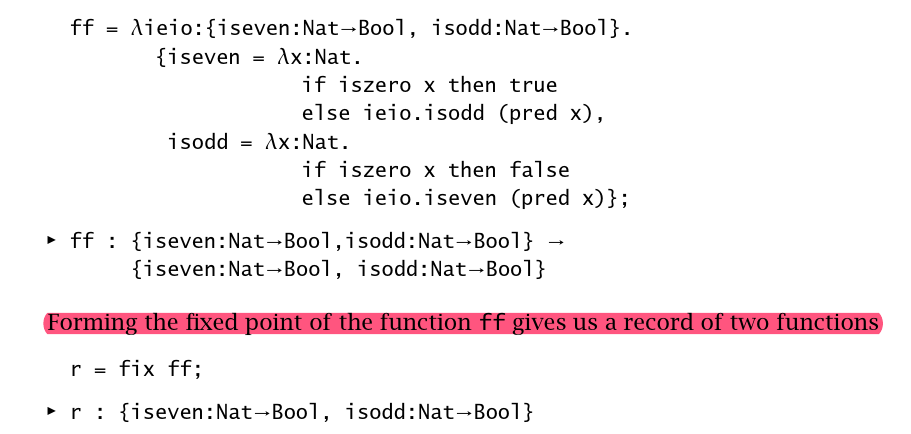 ff = λieio:{iseven:Nat→Bool, isodd:Nat→Bool}.
{iseven = λx:Nat.
if iszero x then true
else ieio.isodd (pred x),
isodd = λx:Nat.
if iszero x then false
else ieio.iseven (pred x)};
▸ ff : {iseven:Nat→Bool,isodd:Nat→Bool} →
{iseven:Nat→Bool, isodd:Nat→Bool}
Forming the fixed point of the function ff gives us a record of two functions
r = fix ff;
▸ r : {iseven:Nat→Bool, isodd:Nat→Bool}